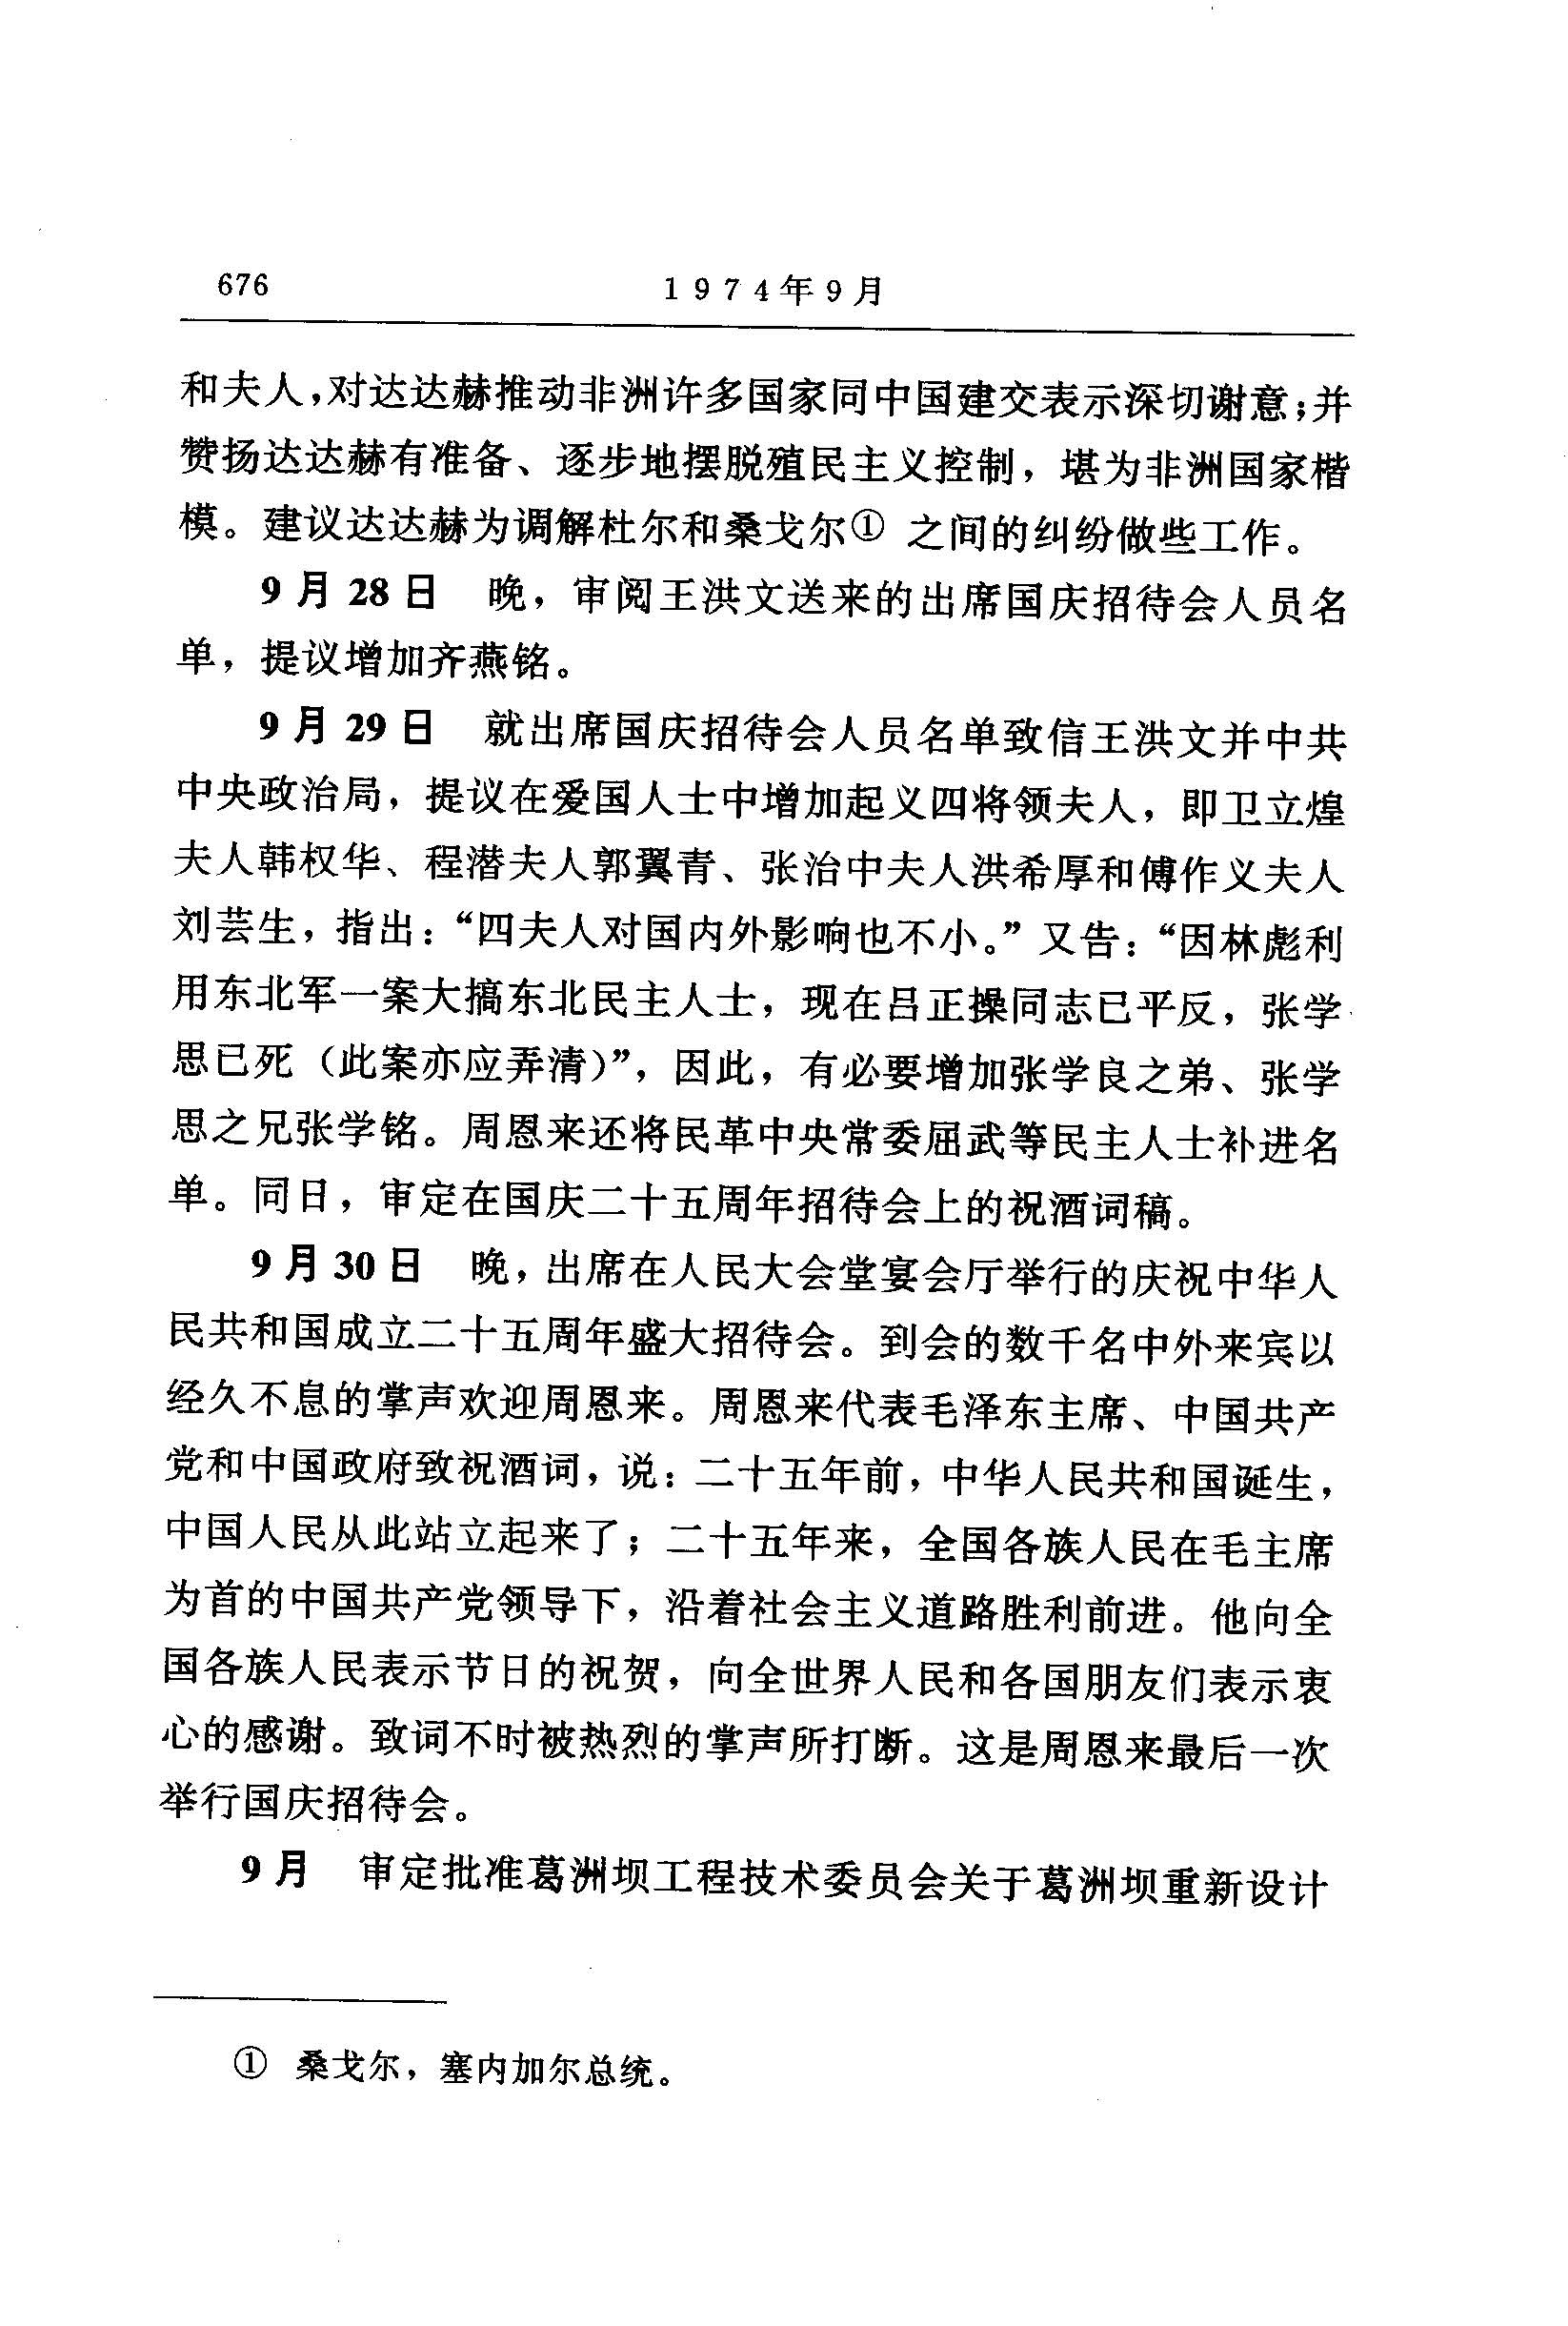 676
1974年9月
和夫人，对达达赫推动非洲许多国家同中国建交表示深切谢意；并
赞扬达达赫有准备、逐步地摆脱殖民主义控制，堪为非洲国家楷
模。建议达达赫为调解杜尔和桑戈尔① 之间的纠纷做些工作。
9月28日　晚，审阅王洪文送来的出席国庆招待会人员名
单，提议增加齐燕铭。
9月29日　就出席国庆招待会人员名单致信王洪文并中共
中央政治局，提议在爱国人士中增加起义四将领夫人，即卫立煌
夫人韩权华、程潜夫人郭翼青、张治中夫人洪希厚和傅作义夫人
刘芸生，指出：“四夫人对国内外影响也不小。”又告：“因林彪利
用东北军一案大搞东北民主人士，现在吕正操同志已平反，张学
思已死（此案亦应弄清）”，因此，有必要增加张学良之弟、张学
思之兄张学铭。周恩来还将民革中央常委屈武等民主人士补进名
单。同日，审定在国庆二十五周年招待会上的祝酒词稿。
9月30日　晚，出席在人民大会堂宴会厅举行的庆祝中华人
民共和国成立二十五周年盛大招待会。到会的数千名中外来宾以
经久不息的掌声欢迎周恩来。周恩来代表毛泽东主席、中国共产
党和中国政府致祝酒词，说：二十五年前，中华人民共和国诞生，
中国人民从此站立起来了；二十五年来，全国各族人民在毛主席
为首的中国共产党领导下，沿着社会主义道路胜利前进。他向全
国各族人民表示节日的祝贺，向全世界人民和各国朋友们表示衷
心的感谢。致词不时被热烈的掌声所打断。这是周恩来最后一次
举行国庆招待会。
9月　审定批准葛洲坝工程技术委员会关于葛洲坝重新设计
① 桑戈尔，塞内加尔总统。